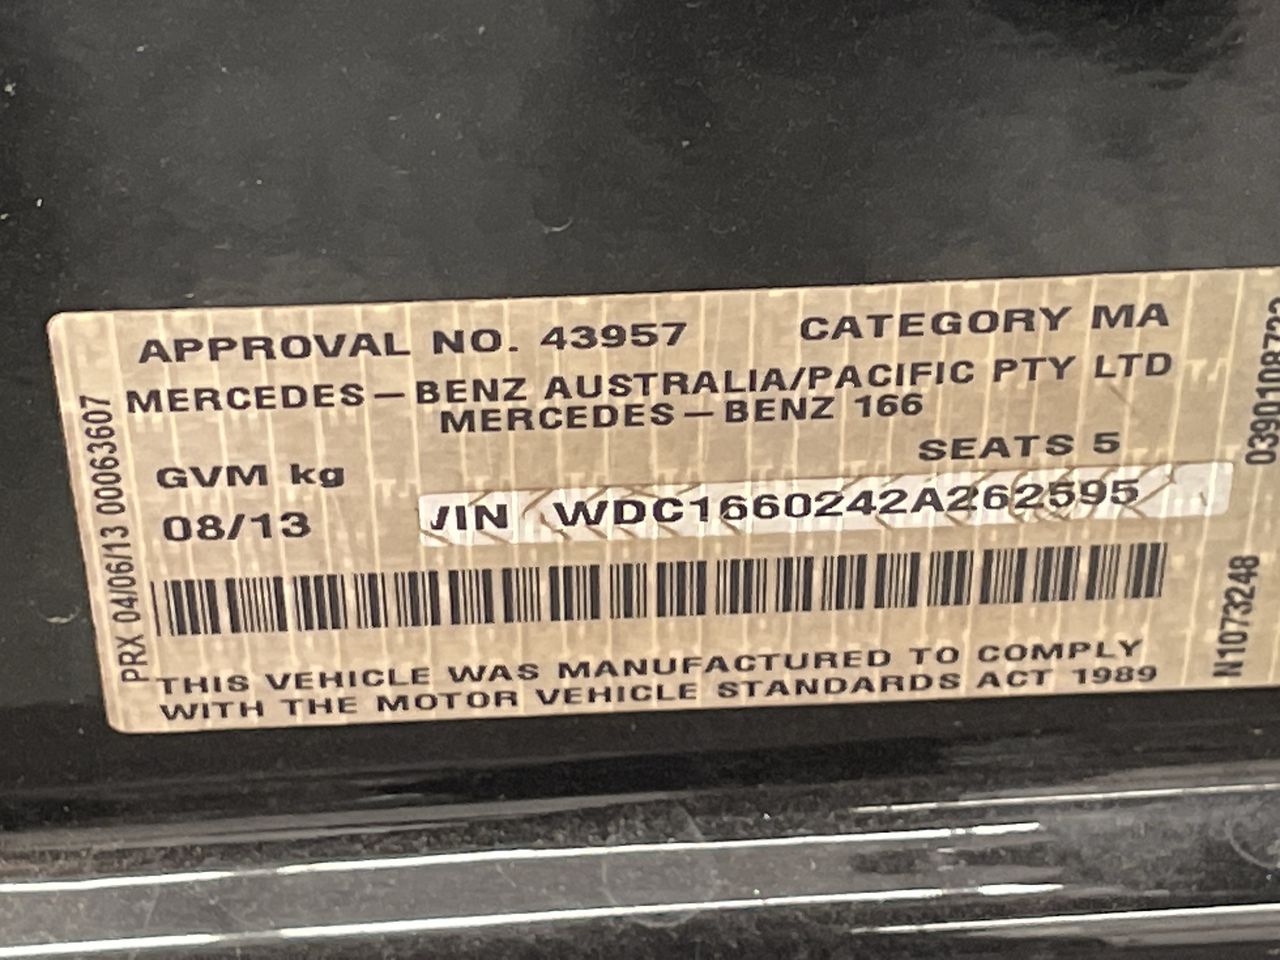 APPROVAL NO. 43957 CATEGORY MA
MERCEDES-BENZ AUSTRALIA/PACIFIC PTY LTD
MERCEDES-BENZ 166
SEATS 5
GVM kg
08/13
VIN WDC1660242A262595
THIS VEHICLE WAS MANUFACTURED TO COMPLY
WITH THE MOTOR VEHICLE STANDARDS ACT 1989
PRX 04/06/13 00063607
N1073248